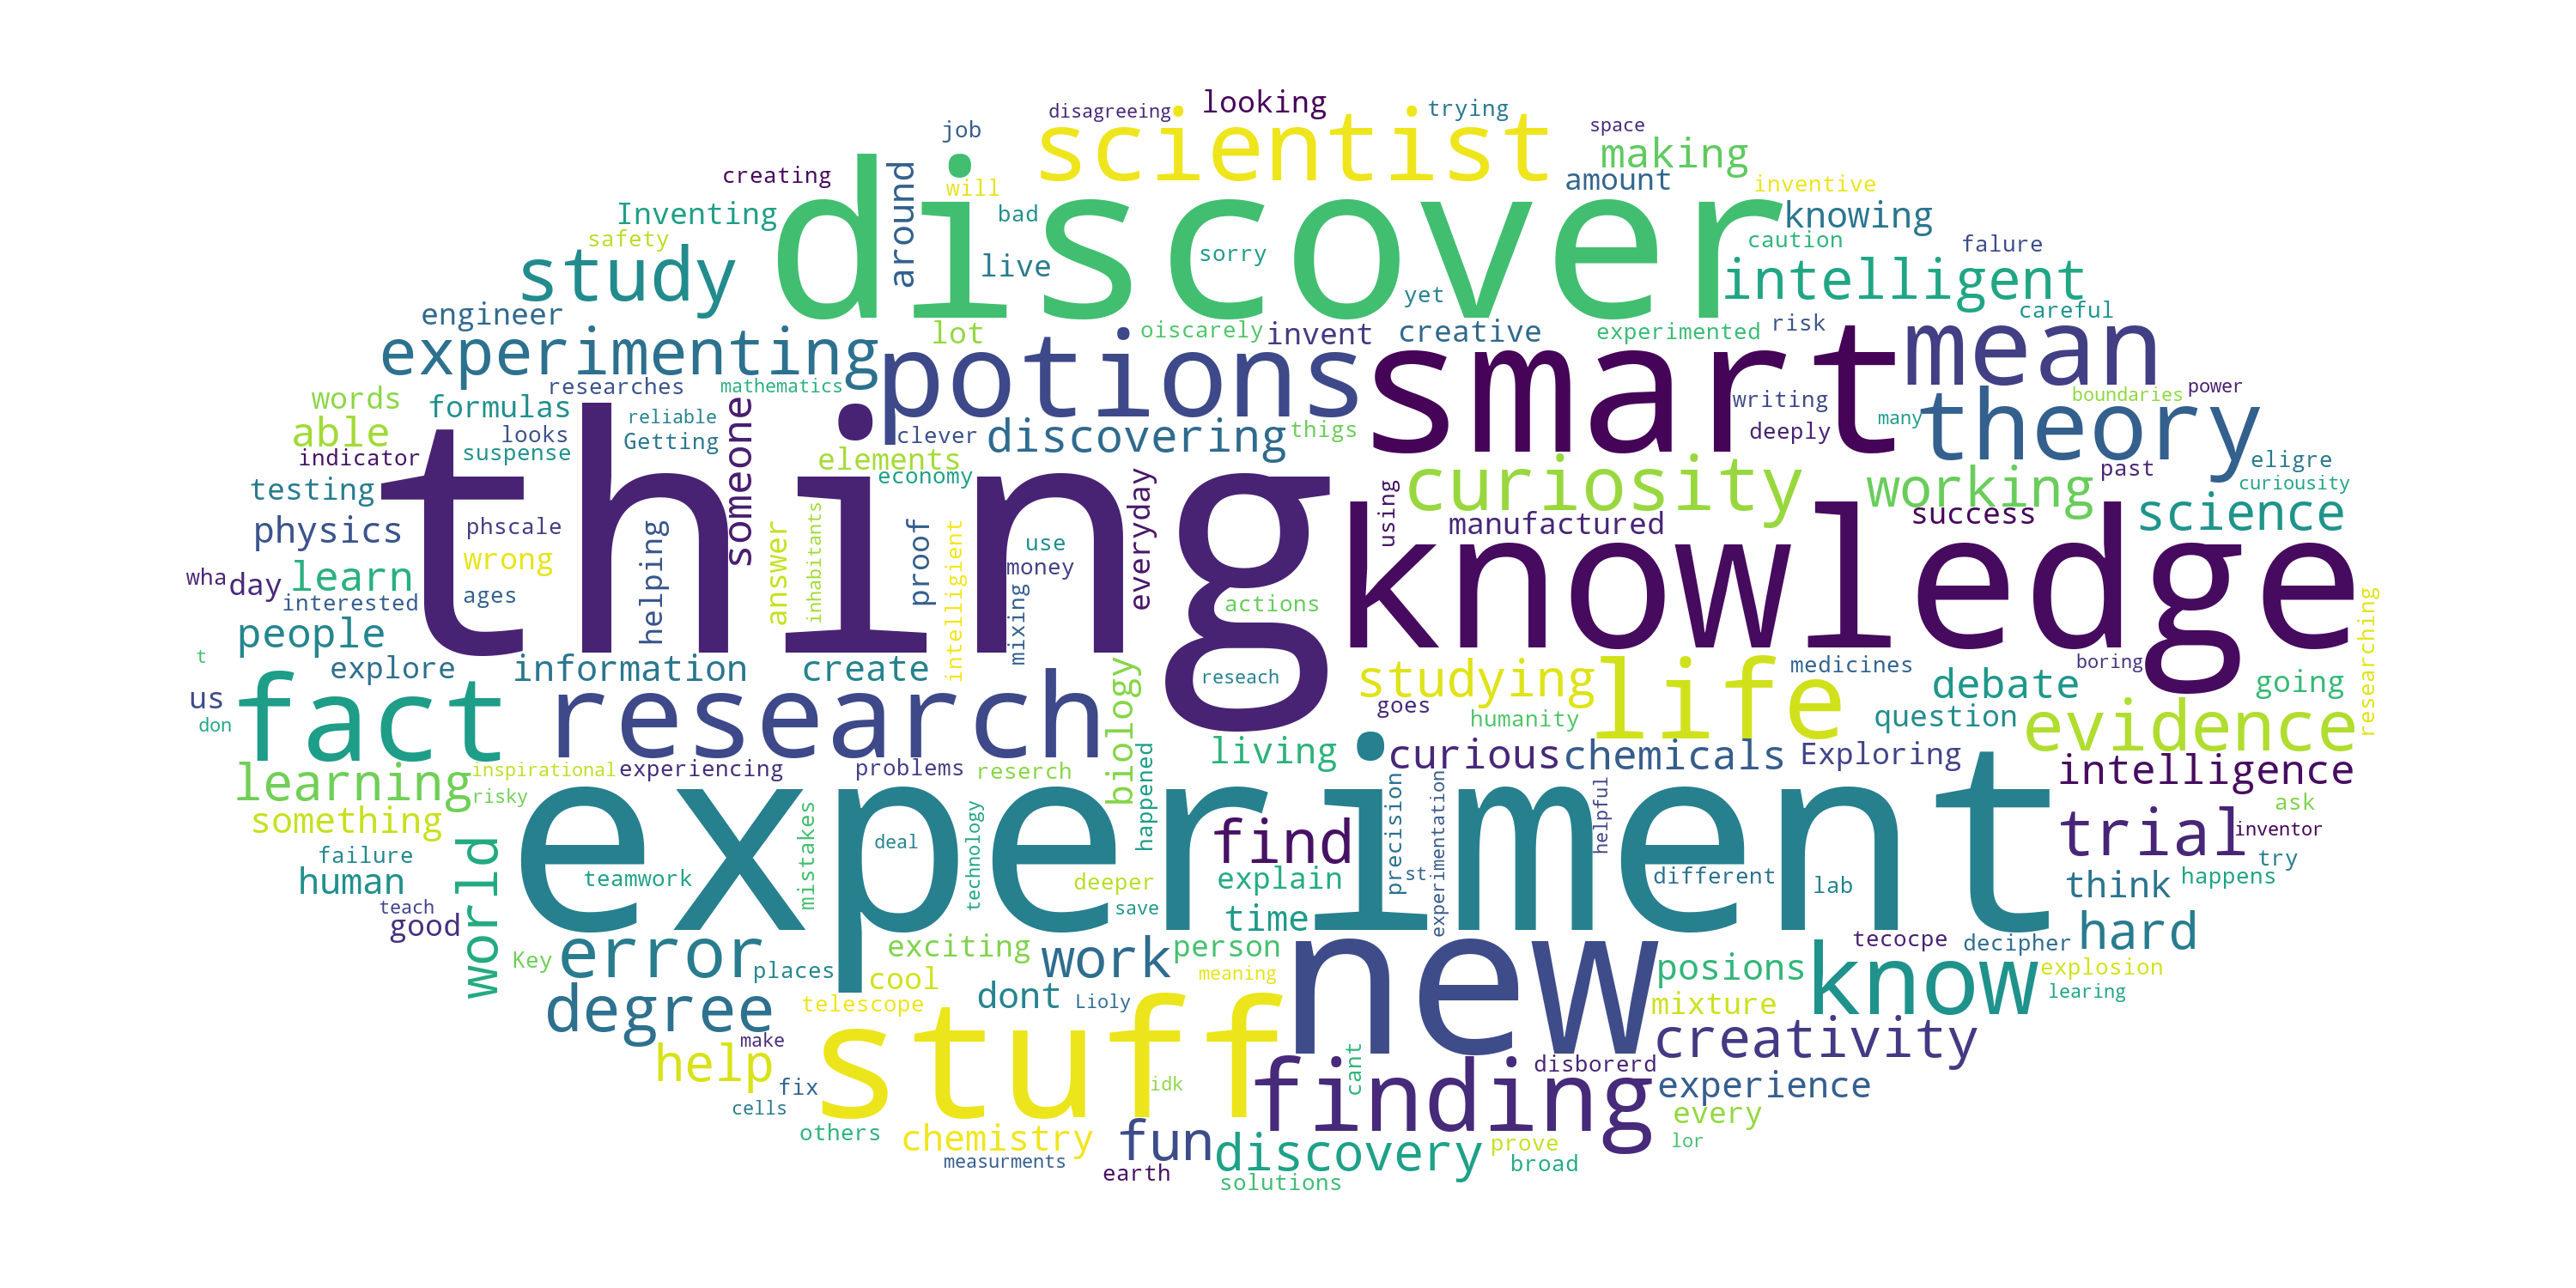 disagreeing
looking
trying
scientist
space
job
making
creating
discover
around
will
amount
inventive
Inventing
bad
knowing
safety
sorry
caution
falure
study
live
intelligent
yet
careful
engineer
lot
oiscarely
invent
creative
experimented
risk
experimenting
potions
smart
mean
researches
mathematics
boundaries
power
words
formulas
reliable
someone
writing
many
theory
able
looks
Getting
clever
discovering
thigs
deeply
indicator
suspense
thing
elements
economy
everyday
curiosity
working
past
eligre
curiousity
testing
using
physics
phscale
helping
answer
inhabitants
proof
intelligient
use
manufactured
success
science
wrong
money
knowledge
wha
day
learn
interested
ages
mixing
actions
researching
people
t
explore
information
create
reseach
studying
life
medicines
boring
us
don
fact
research
biology
goes
humanity
debate
going
question
evidence
living
curious
chemicals
Exploring
learning
inspirational
experiencing
problems
reserch
happened
intelligence
risky
experiment
something
mistakes
technology
precision
experimentation
helpful
ask
world
deal
find
trial
inventor
failure
try
human
teamwork
deeper
explain
st.
different
lab
think
happens
teach
save
good
time
error
exciting
work
person
new
tecocpe
decipher
hard
Key
places
cool
meaning
posions
know
explosion
degree
telescope
dont
Lioly
mixture
learing
help
make
stuff
creativity
fix
idk
cant
finding
disborerd
experience
cells
every
others
chemistry
fun
discovery
prove
lor
measurments
earth
broad
solutions